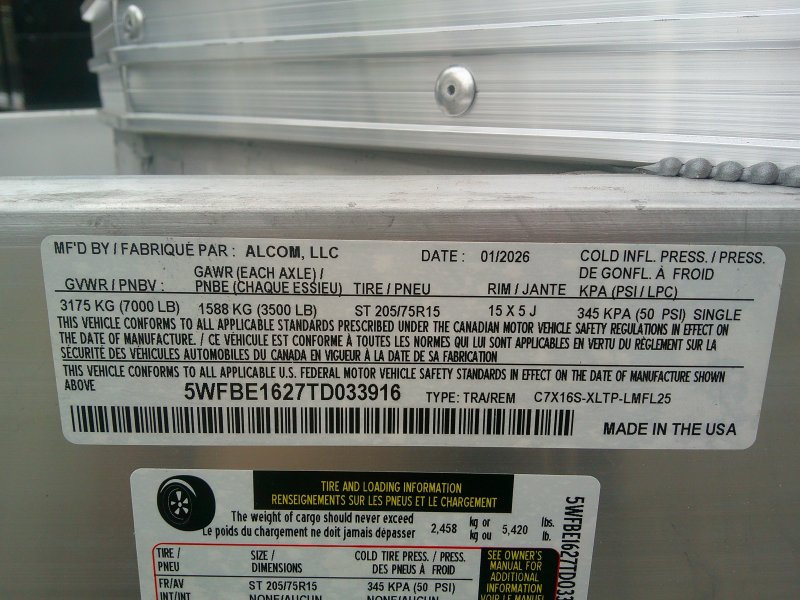 MF'D BY / FABRIQUÉ PAR : ALCOM, LLC DATE : 01/2026 COLD INFL. PRESS. / PRESS.
DE GONFL. À FROID
GVWR / PNBV : GAWR (EACH AXLE) / PNBE (CHAQUE ESSIEU) TIRE / PNEU RIM / JANTE KPA (PSI / LPC)
3175 KG (7000 LB) 1588 KG (3500 LB) ST 205/75R15 15 X 5 J 345 KPA (50 PSI) SINGLE
THIS VEHICLE CONFORMS TO ALL APPLICABLE STANDARDS PRESCRIBED UNDER THE CANADIAN MOTOR VEHICLE SAFETY REGULATIONS IN EFFECT ON
THE DATE OF MANUFACTURE. / CE VÉHICULE EST CONFORME À TOUTES LES NORMES QUI LUI SONT APPLICABLES EN VERTU DU RÈGLEMENT SUR LA
SÉCURITÉ DES VÉHICULES AUTOMOBILES DU CANADA EN VIGUEUR À LA DATE DE SA FABRICATION
THIS VEHICLE CONFORMS TO ALL APPLICABLE U.S. FEDERAL MOTOR VEHICLE SAFETY STANDARDS IN EFFECT ON THE DATE OF MANUFACTURE SHOWN
ABOVE 5WFBE1627TD033916 TYPE: TRA/REM C7X16S-XLTP-LMFL25
MADE IN THE USA
TIRE AND LOADING INFORMATION
RENSEIGNEMENTS SUR LES PNEUS ET LE CHARGEMENT
The weight of cargo should never exceed 2,458 kg or 5,420 lbs.
Le poids du chargement ne doit jamais dépasser kg ou lb.
TIRE / SIZE / COLD TIRE PRESS. / PRESS. SEE OWNER'S
PNEU DIMENSIONS DES PNEUS À FROID MANUAL FOR
ADDITIONAL
FR/AV ST 205/75R15 345 KPA (50 PSI) INFORMATION
INT/INT NONE/AUCUN NONE/AUCUN VOIR LE MANUEL
5WFBE1627TD033